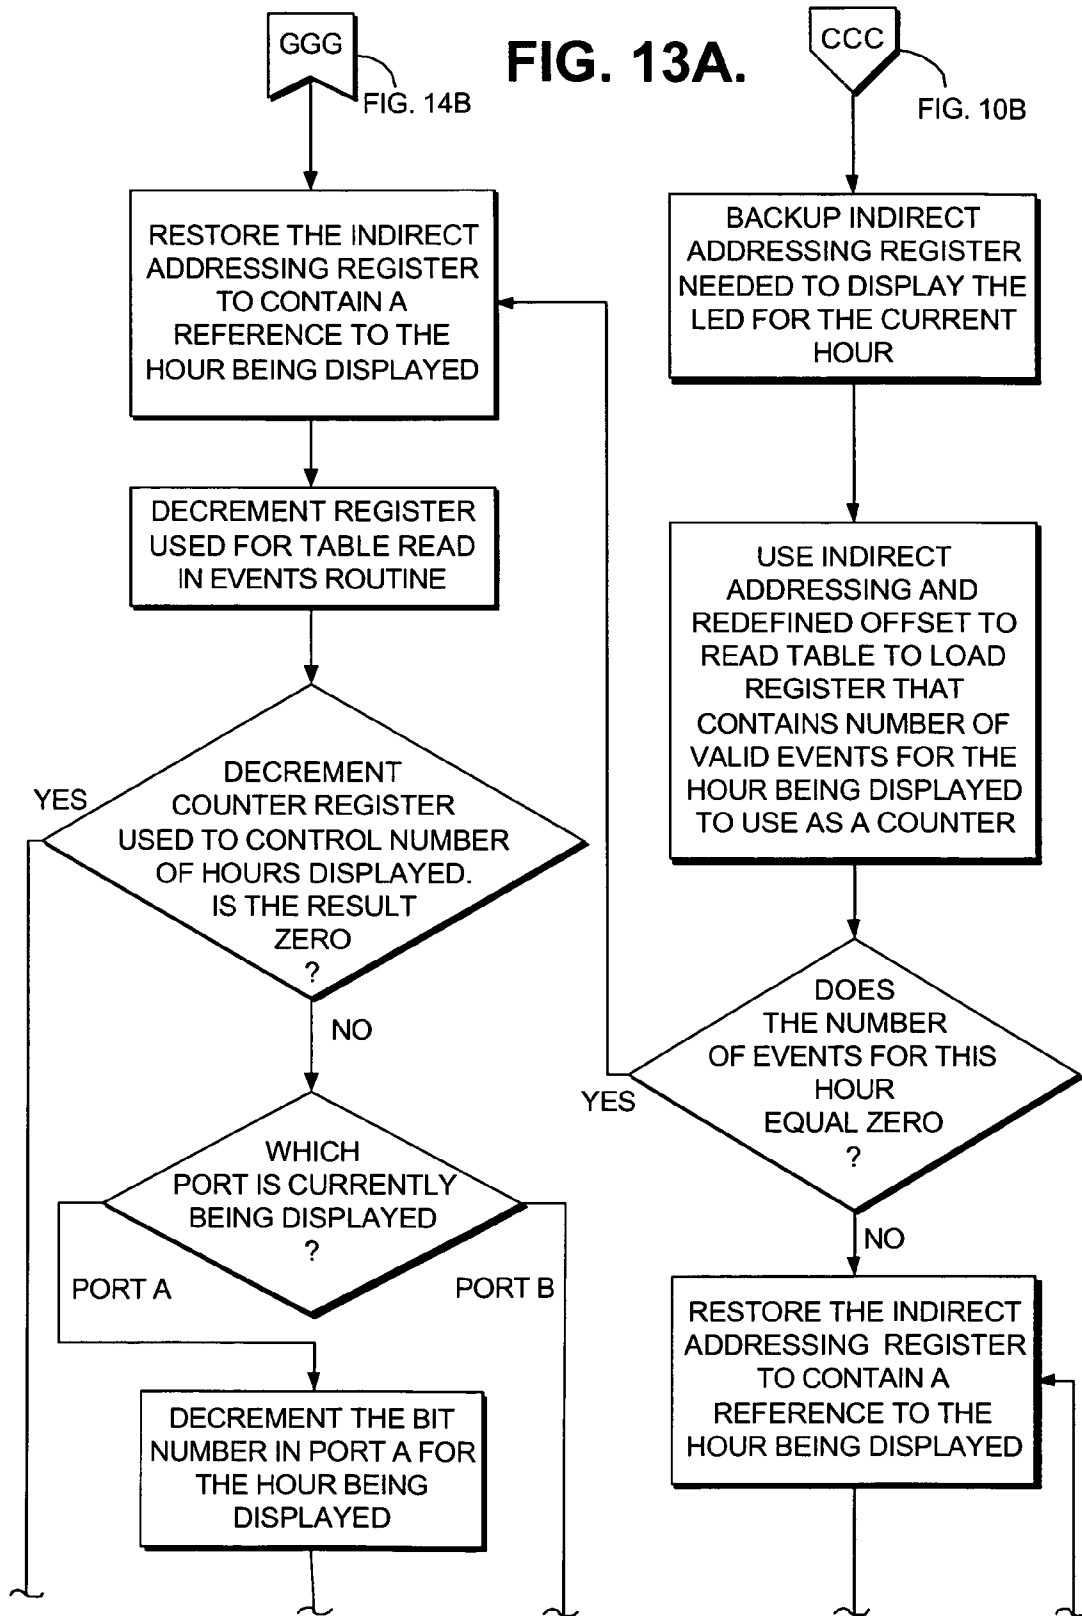 FIG. 13A.
GGG
FIG. 14B
RESTORE THE INDIRECT
ADDRESSING REGISTER
TO CONTAIN A
REFERENCE TO THE
HOUR BEING DISPLAYED
DECREMENT REGISTER
USED FOR TABLE READ
IN EVENTS ROUTINE
DECREMENT
COUNTER REGISTER
USED TO CONTROL NUMBER
OF HOURS DISPLAYED.
IS THE RESULT
ZERO
?
YES
NO
WHICH
PORT IS CURRENTLY
BEING DISPLAYED
?
PORT A
PORT B
DECREMENT THE BIT
NUMBER IN PORT A FOR
THE HOUR BEING
DISPLAYED
CCC
FIG. 10B
BACKUP INDIRECT
ADDRESSING REGISTER
NEEDED TO DISPLAY THE
LED FOR THE CURRENT
HOUR
USE INDIRECT
ADDRESSING AND
REDEFINED OFFSET TO
READ TABLE TO LOAD
REGISTER THAT
CONTAINS NUMBER OF
VALID EVENTS FOR THE
HOUR BEING DISPLAYED
TO USE AS A COUNTER
DOES
THE NUMBER
OF EVENTS FOR THIS
HOUR
EQUAL ZERO
?
YES
NO
RESTORE THE INDIRECT
ADDRESSING REGISTER
TO CONTAIN A
REFERENCE TO THE
HOUR BEING DISPLAYED